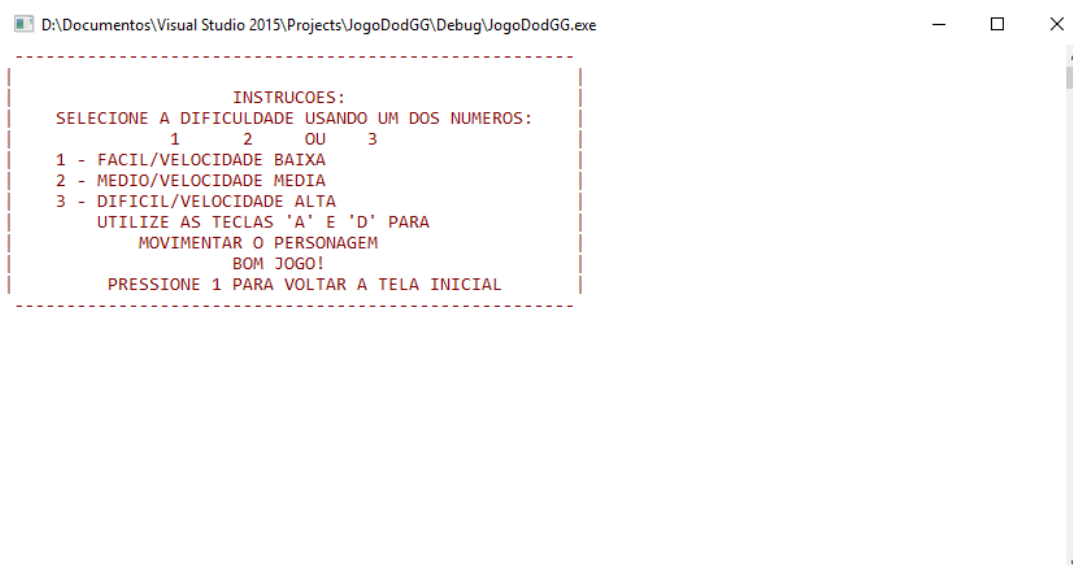 D:\Documentos\Visual Studio 2015\Projects\JogoDodGG\Debug\JogoDodGG.exe
INSTRUCOES:
SELECIONE A DIFICULDADE USANDO UM DOS NUMEROS:
1 2 OU 3
1 - FACIL/VELOCIDADE BAIXA
2 - MEDIO/VELOCIDADE MEDIA
3 - DIFICIL/VELOCIDADE ALTA
UTILIZE AS TECLAS 'A' E 'D' PARA
MOVIMENTAR O PERSONAGEM
BOM JOGO!
PRESSIONE 1 PARA VOLTAR A TELA INICIAL